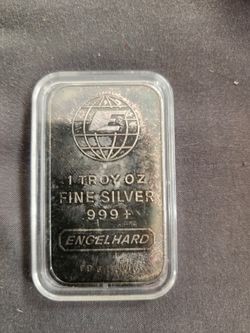 E
1 TROY OZ
FINE SILVER
999+
ENGELHARD